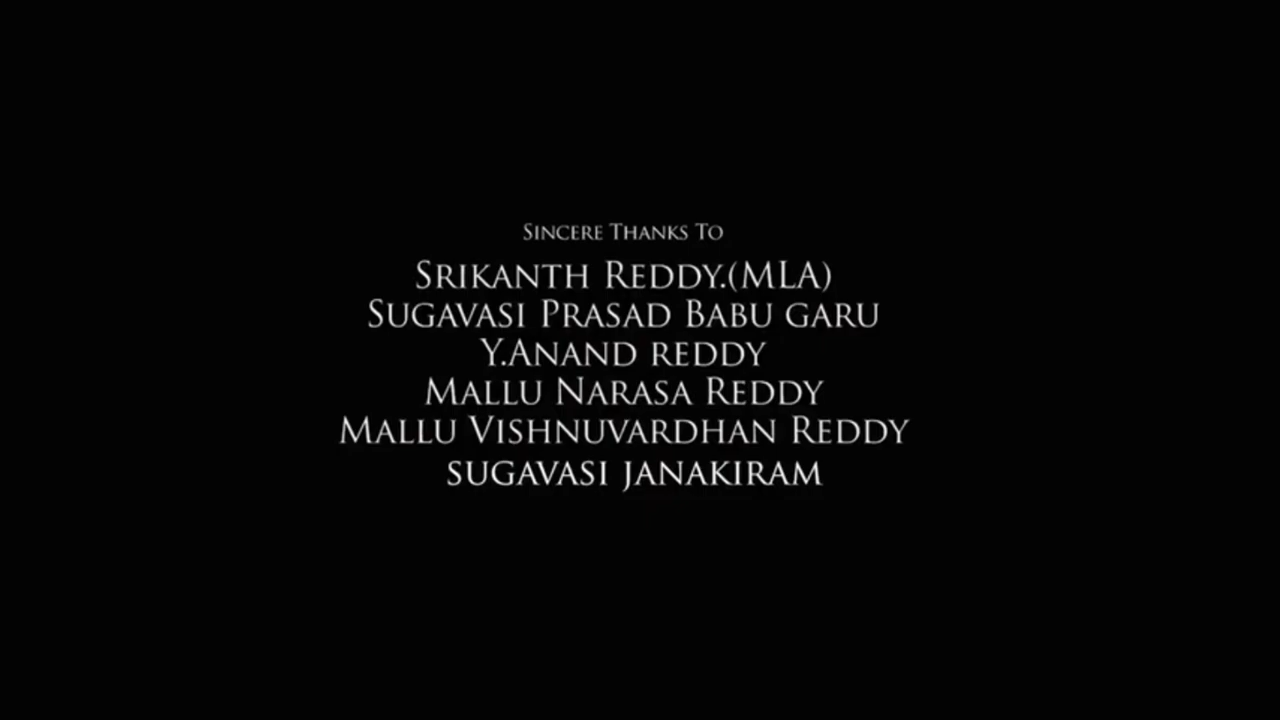 Sincere Thanks To
Srikanth Reddy.(MLA)
Sugavasi Prasad Babu garu
Y.Anand reddy
Mallu Narasa Reddy
Mallu Vishnuvardhan Reddy
sugavasi janakiram